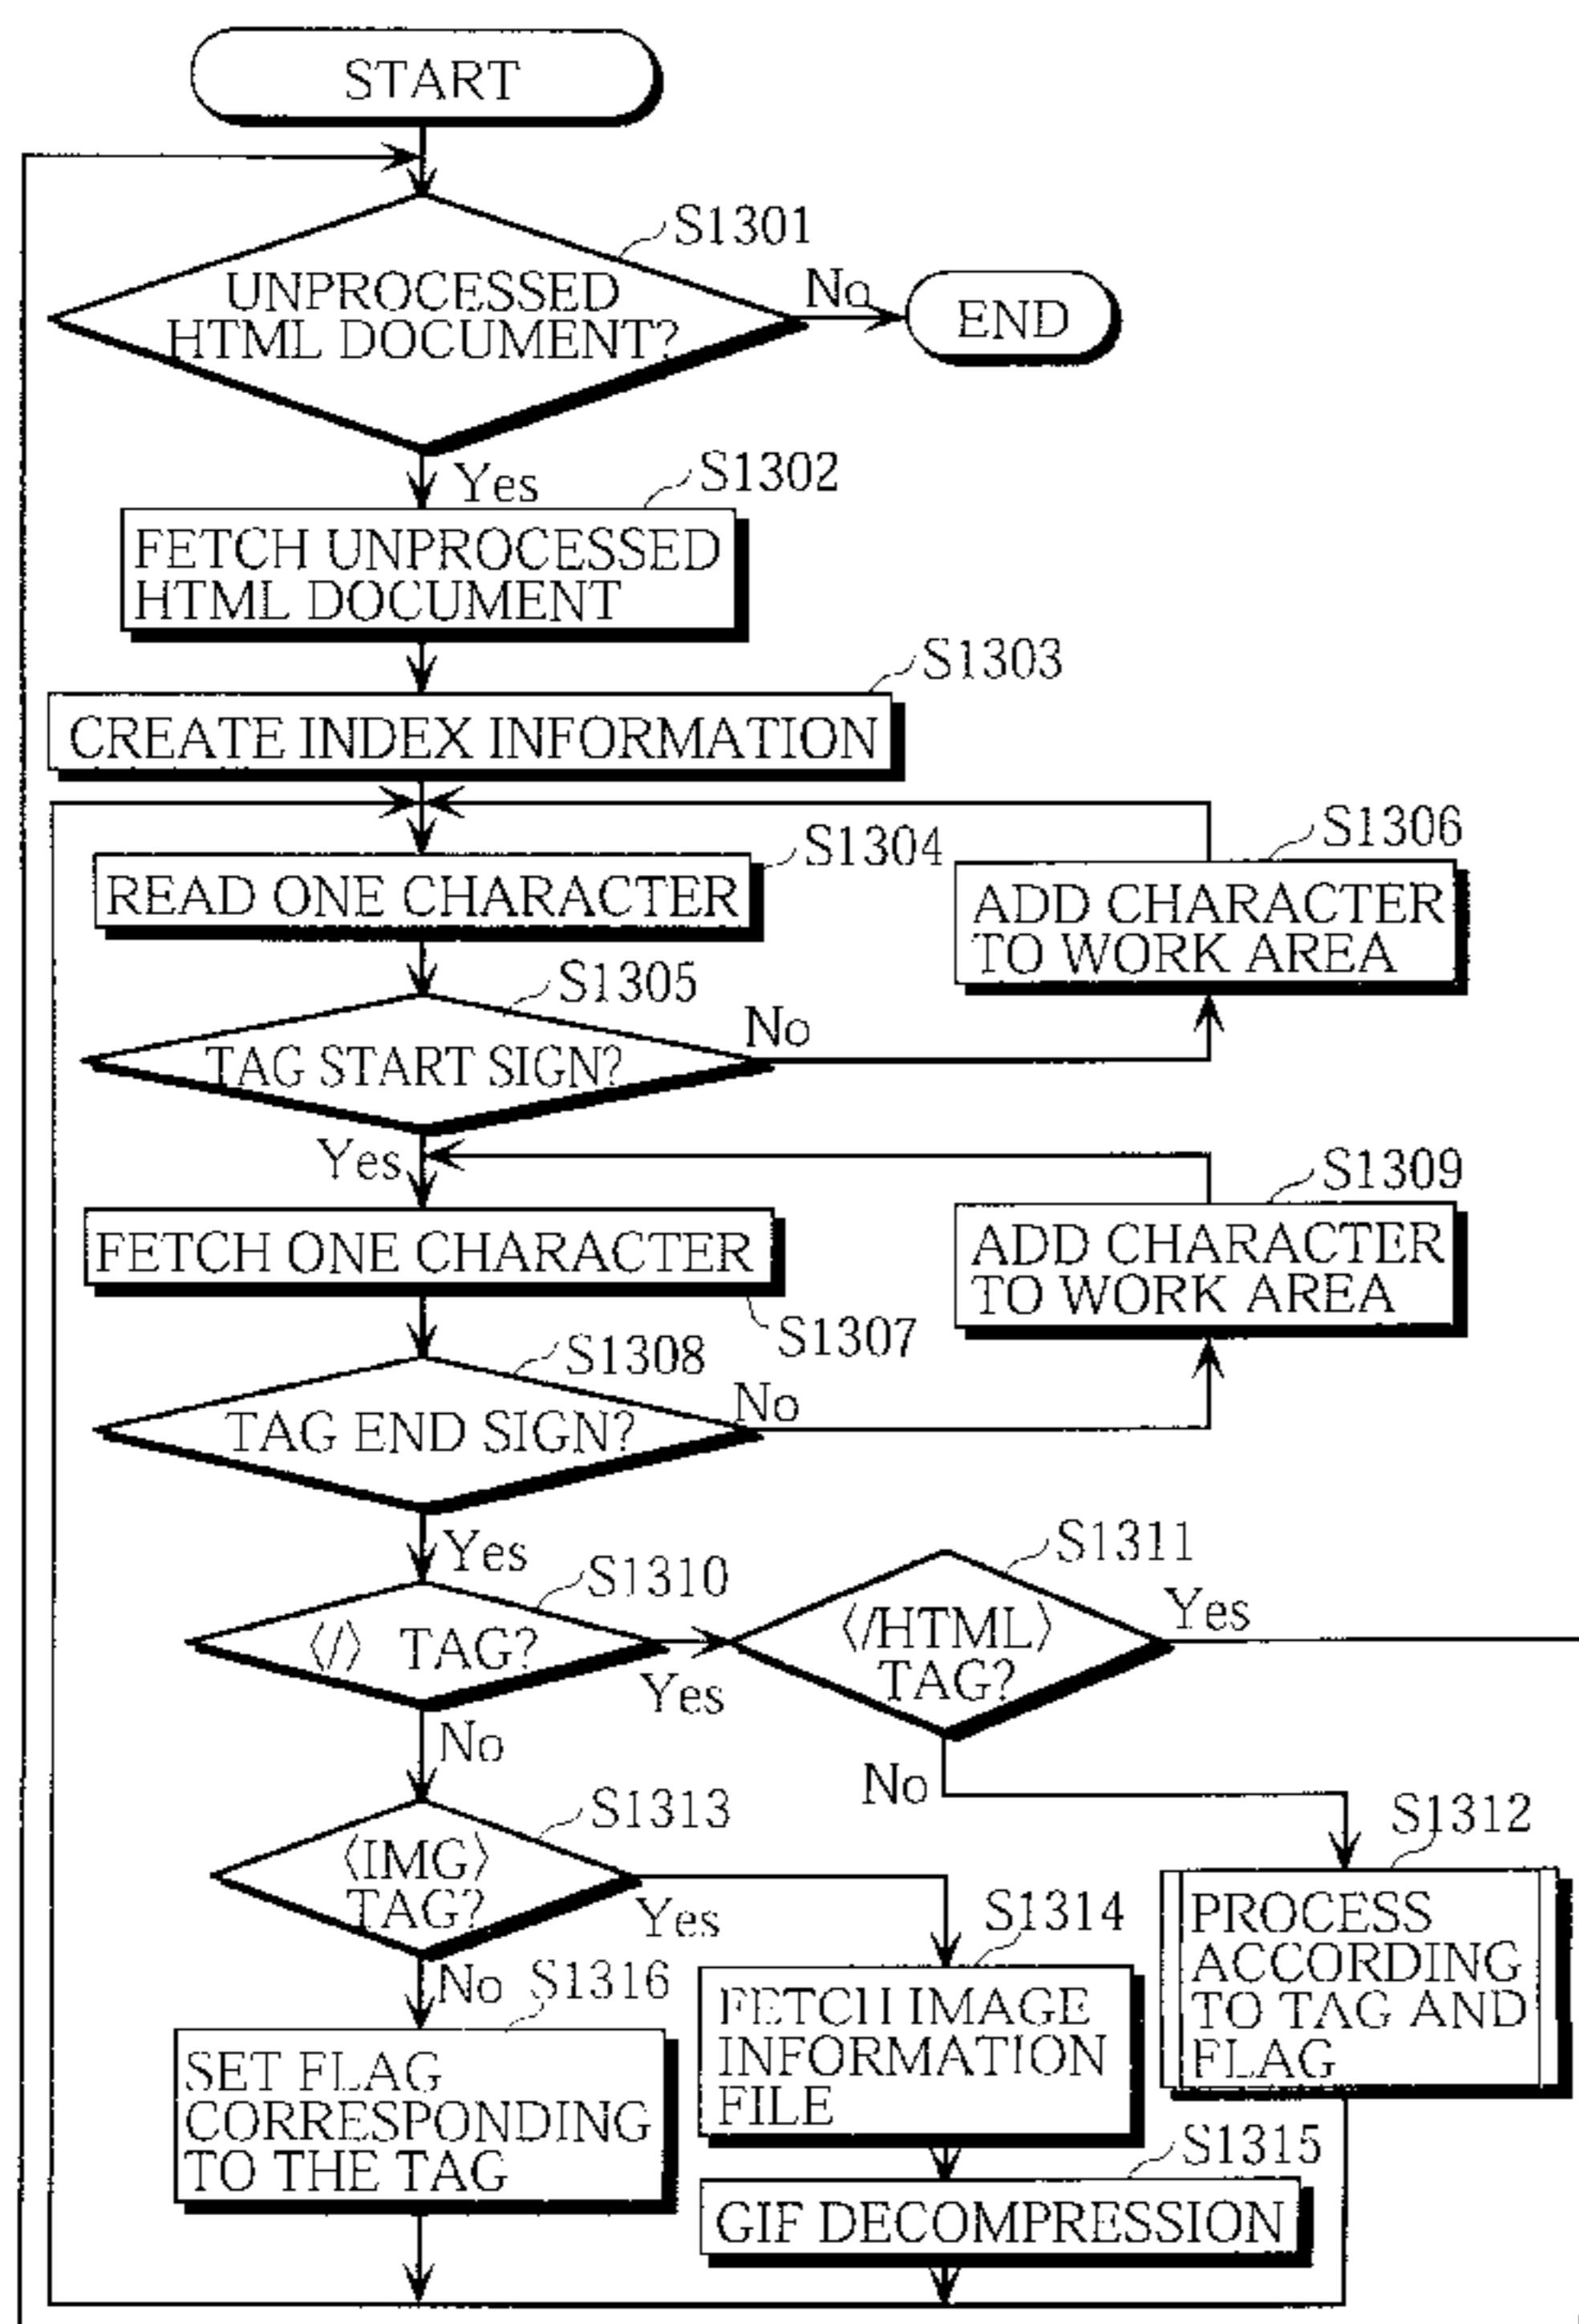 START
S1301
UNPROCESSED
HTML DOCUMENT?
No
END
Yes
S1302
FETCH UNPROCESSED
HTML DOCUMENT
S1303
CREATE INDEX INFORMATION
S1304
READ ONE CHARACTER
S1306
ADD CHARACTER
TO WORK AREA
S1305
TAG START SIGN?
No
Yes
S1309
ADD CHARACTER
TO WORK AREA
FETCH ONE CHARACTER
S1307
S1308
TAG END SIGN?
No
Yes
S1310
〈/〉 TAG?
Yes
S1311
〈/HTML〉
TAG?
Yes
No
No
S1312
PROCESS
ACCORDING
TO TAG AND
FLAG
S1313
〈IMG〉
TAG?
Yes
No
S1314
FETCH IMAGE
INFORMATION
FILE
S1316
SET FLAG
CORRESPONDING
TO THE TAG
S1315
GIF DECOMPRESSION